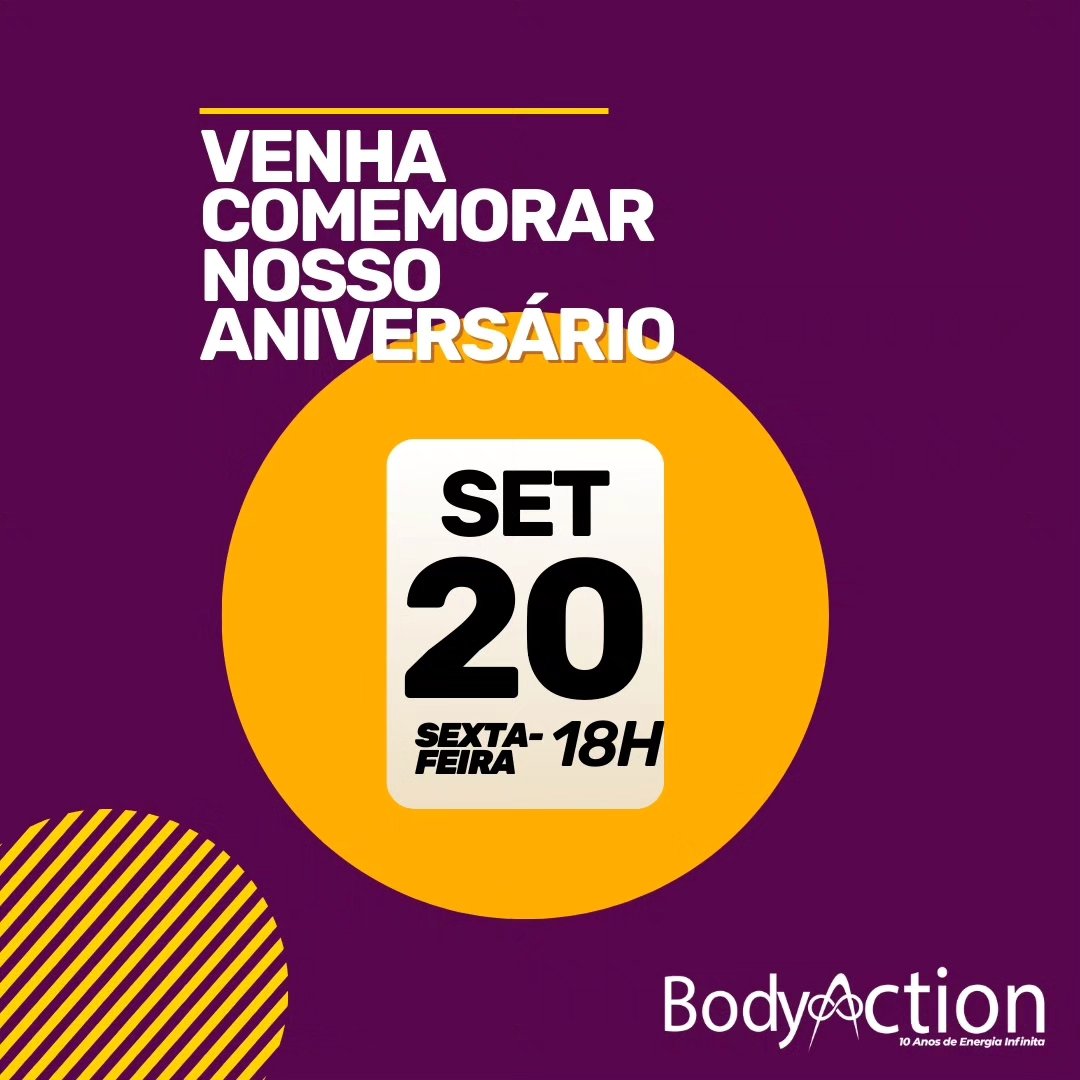 VENHA
COMEMORAR
NOSSO
ANIVERSÁRIO
SET
20
SEXTA-
FEIRA
18H
BodyAction
10 Anos de Energia Infinita